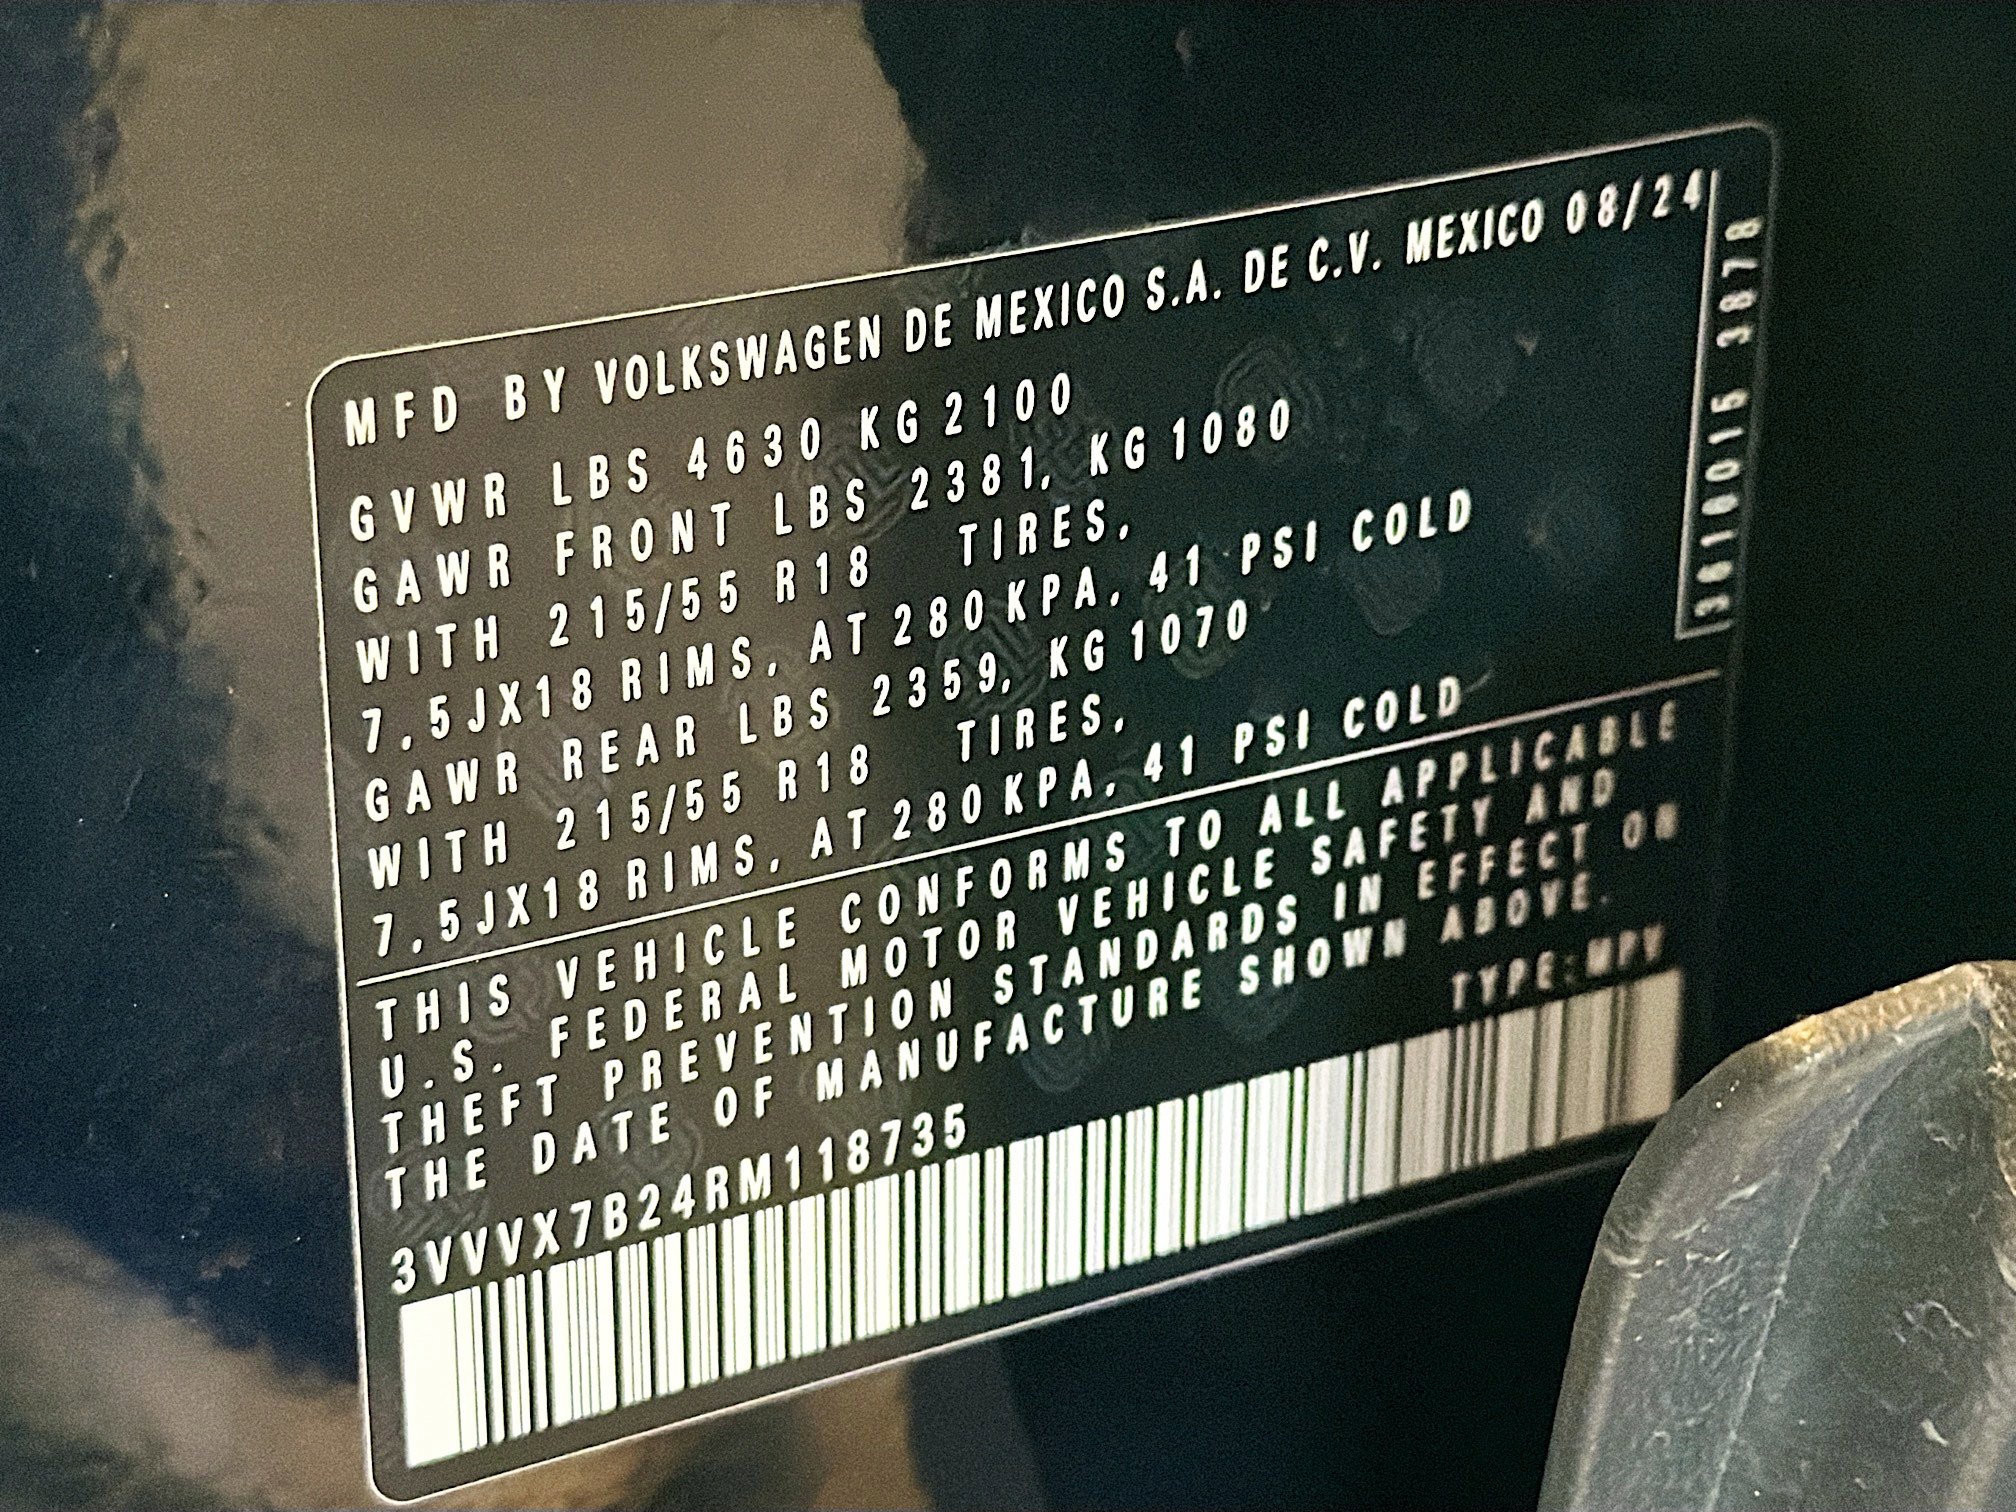 MFD BY VOLKSWAGEN DE MEXICO S.A. DE C.V. MEXICO 08/24
GVWR LBS 4630 KG 2100
GAWR FRONT LBS 2381, KG 1080
WITH 215/55 R18 TIRES,
7.5JX18 RIMS, AT 280 KPA, 41 PSI COLD
GAWR REAR LBS 2359, KG 1070
WITH 215/55 R18 TIRES,
7.5JX18 RIMS, AT 280 KPA, 41 PSI COLD
3610015 3878
THIS VEHICLE CONFORMS TO ALL APPLICABLE
U.S. FEDERAL MOTOR VEHICLE SAFETY AND
THEFT PREVENTION STANDARDS IN EFFECT ON
THE DATE OF MANUFACTURE SHOWN ABOVE.
3VVVX7B24RM118735
TYPE:MPV